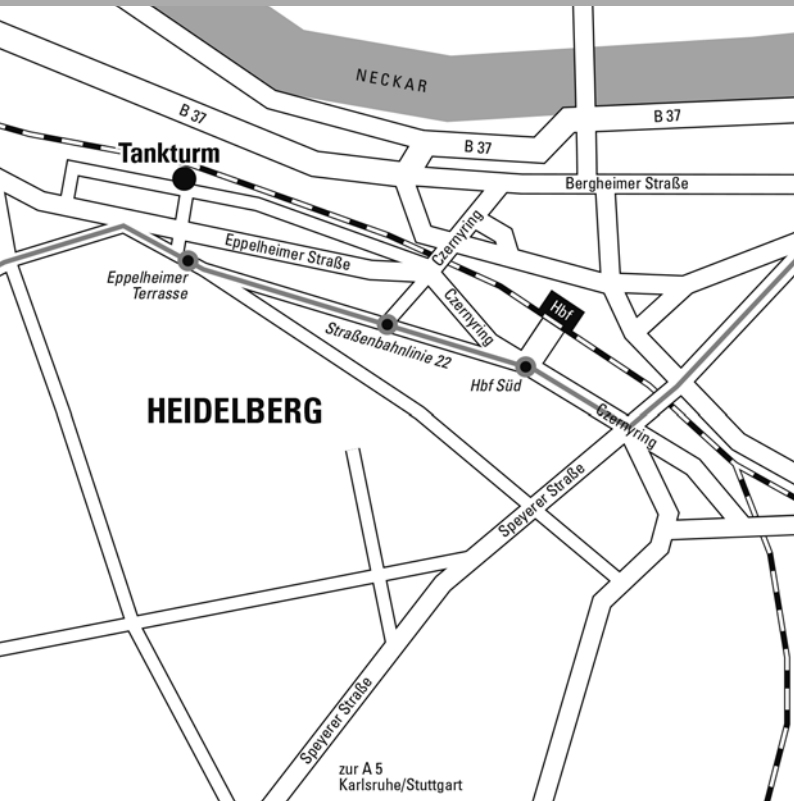 NECKAR
B 37
B 37
B 37
Tankturm
Bergheimer Straße
Czernyring
Eppelheimer Straße
Eppelheimer
Terrasse
Czernyring
Hbf
Straßenbahnlinie 22
Hbf Süd
HEIDELBERG
Czernyring
Speyerer Straße
Speyerer Straße
zur A 5
Karlsruhe/Stuttgart